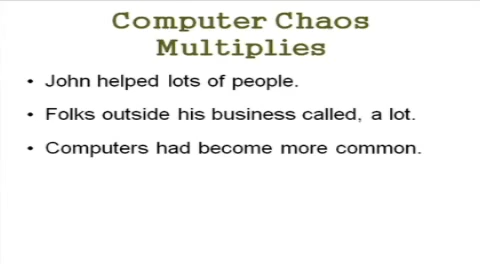 Computer Chaos
Multiplies
• John helped lots of people.
• Folks outside his business called, a lot.
• Computers had become more common.